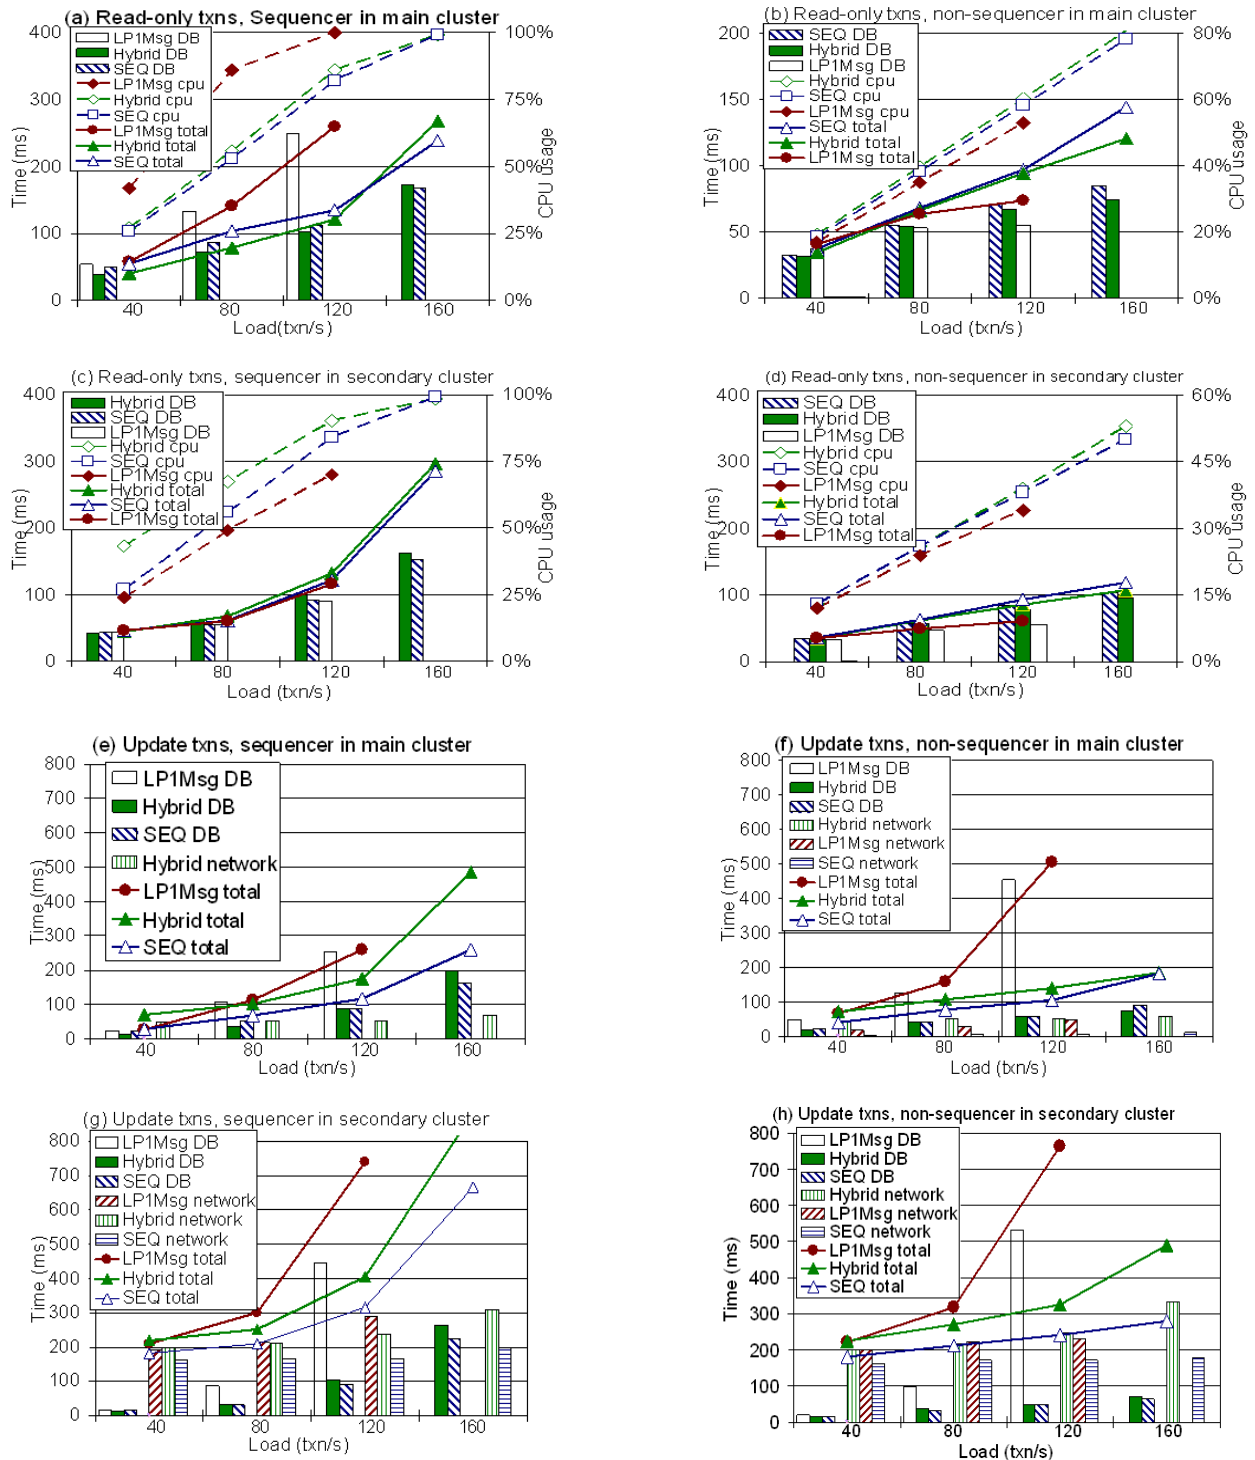 (a) Read-only txns, Sequencer in main cluster
400
300
200
100
0
Time (ms)
LP1Msg DB
Hybrid DB
SEQ DB
LP1Msg cpu
Hybrid cpu
SEQ cpu
LP1Msg total
Hybrid total
SEQ total
100%
75%
50%
25%
0%
CPU usage
40 80 120 160
Load(txn/s)
(b) Read-only txns, non-sequencer in main cluster
200
150
100
50
0
Time (ms)
SEQ DB
Hybrid DB
LP1Msg DB
Hybrid cpu
SEQ cpu
LP1Msg cpu
SEQ total
Hybrid total
LP1Msg total
80%
60%
40%
20%
0%
CPU usage
40 80 120 160
Load (txn/s)
(c) Read-only txns, sequencer in secondary cluster
400
300
200
100
0
Time (ms)
Hybrid DB
SEQ DB
LP1Msg DB
Hybrid cpu
SEQ cpu
LP1Msg cpu
Hybrid total
SEQ total
LP1Msg total
100%
75%
50%
25%
0%
CPU usage
40 80 120 160
Load (txn/s)
(d) Read-only txns, non-sequencer in secondary cluster
400
300
200
100
0
Time (ms)
SEQ DB
Hybrid DB
LP1Msg DB
Hybrid cpu
SEQ cpu
LP1Msg cpu
Hybrid total
SEQ total
LP1Msg total
60%
45%
30%
15%
0%
CPU usage
40 80 120 160
Load (txn/s)
(e) Update txns, sequencer in main cluster
800
700
600
500
400
300
200
100
0
Time (ms)
LP1Msg DB
Hybrid DB
SEQ DB
Hybrid network
LP1Msg total
Hybrid total
SEQ total
40 80 120 160
Load (txn/s)
(f) Update txns, non-sequencer in main cluster
800
700
600
500
400
300
200
100
0
Time (ms)
LP1Msg DB
Hybrid DB
SEQ DB
Hybrid network
LP1Msg network
SEQ network
LP1Msg total
Hybrid total
SEQ total
40 80 120 160
Load (txn/s)
(g) Update txns, sequencer in secondary cluster
800
700
600
500
400
300
200
100
0
Time (ms)
LP1Msg DB
Hybrid DB
SEQ DB
LP1Msg network
Hybrid network
SEQ network
LP1Msg total
Hybrid total
SEQ total
40 80 120 160
Load (txn/s)
(h) Update txns, non-sequencer in secondary cluster
800
700
600
500
400
300
200
100
0
Time (ms)
LP1Msg DB
Hybrid DB
SEQ DB
Hybrid network
LP1Msg network
SEQ network
LP1Msg total
Hybrid total
SEQ total
40 80 120 160
Load (txn/s)